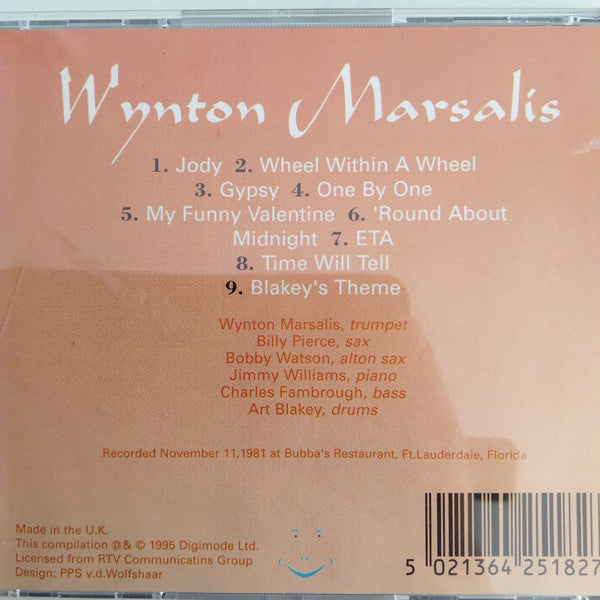 Wynton Marsalis
1. Jody 2. Wheel Within A Wheel
3. Gypsy 4. One By One
5. My Funny Valentine 6. 'Round About
Midnight 7. ETA
8. Time Will Tell
9. Blakey's Theme
Wynton Marsalis, trumpet
Billy Pierce, sax
Bobby Watson, alton sax
Jimmy Williams, piano
Charles Fambrough, bass
Art Blakey, drums
Recorded November 11,1981 at Bubba's Restaurant, Ft.Lauderdale, Florida
Made in the U.K.
This compilation ℗ & © 1995 Digimode Ltd.
Licensed from RTV Communicatins Group
Design: PPS v.d.Wolfshaar
5 021364 251827